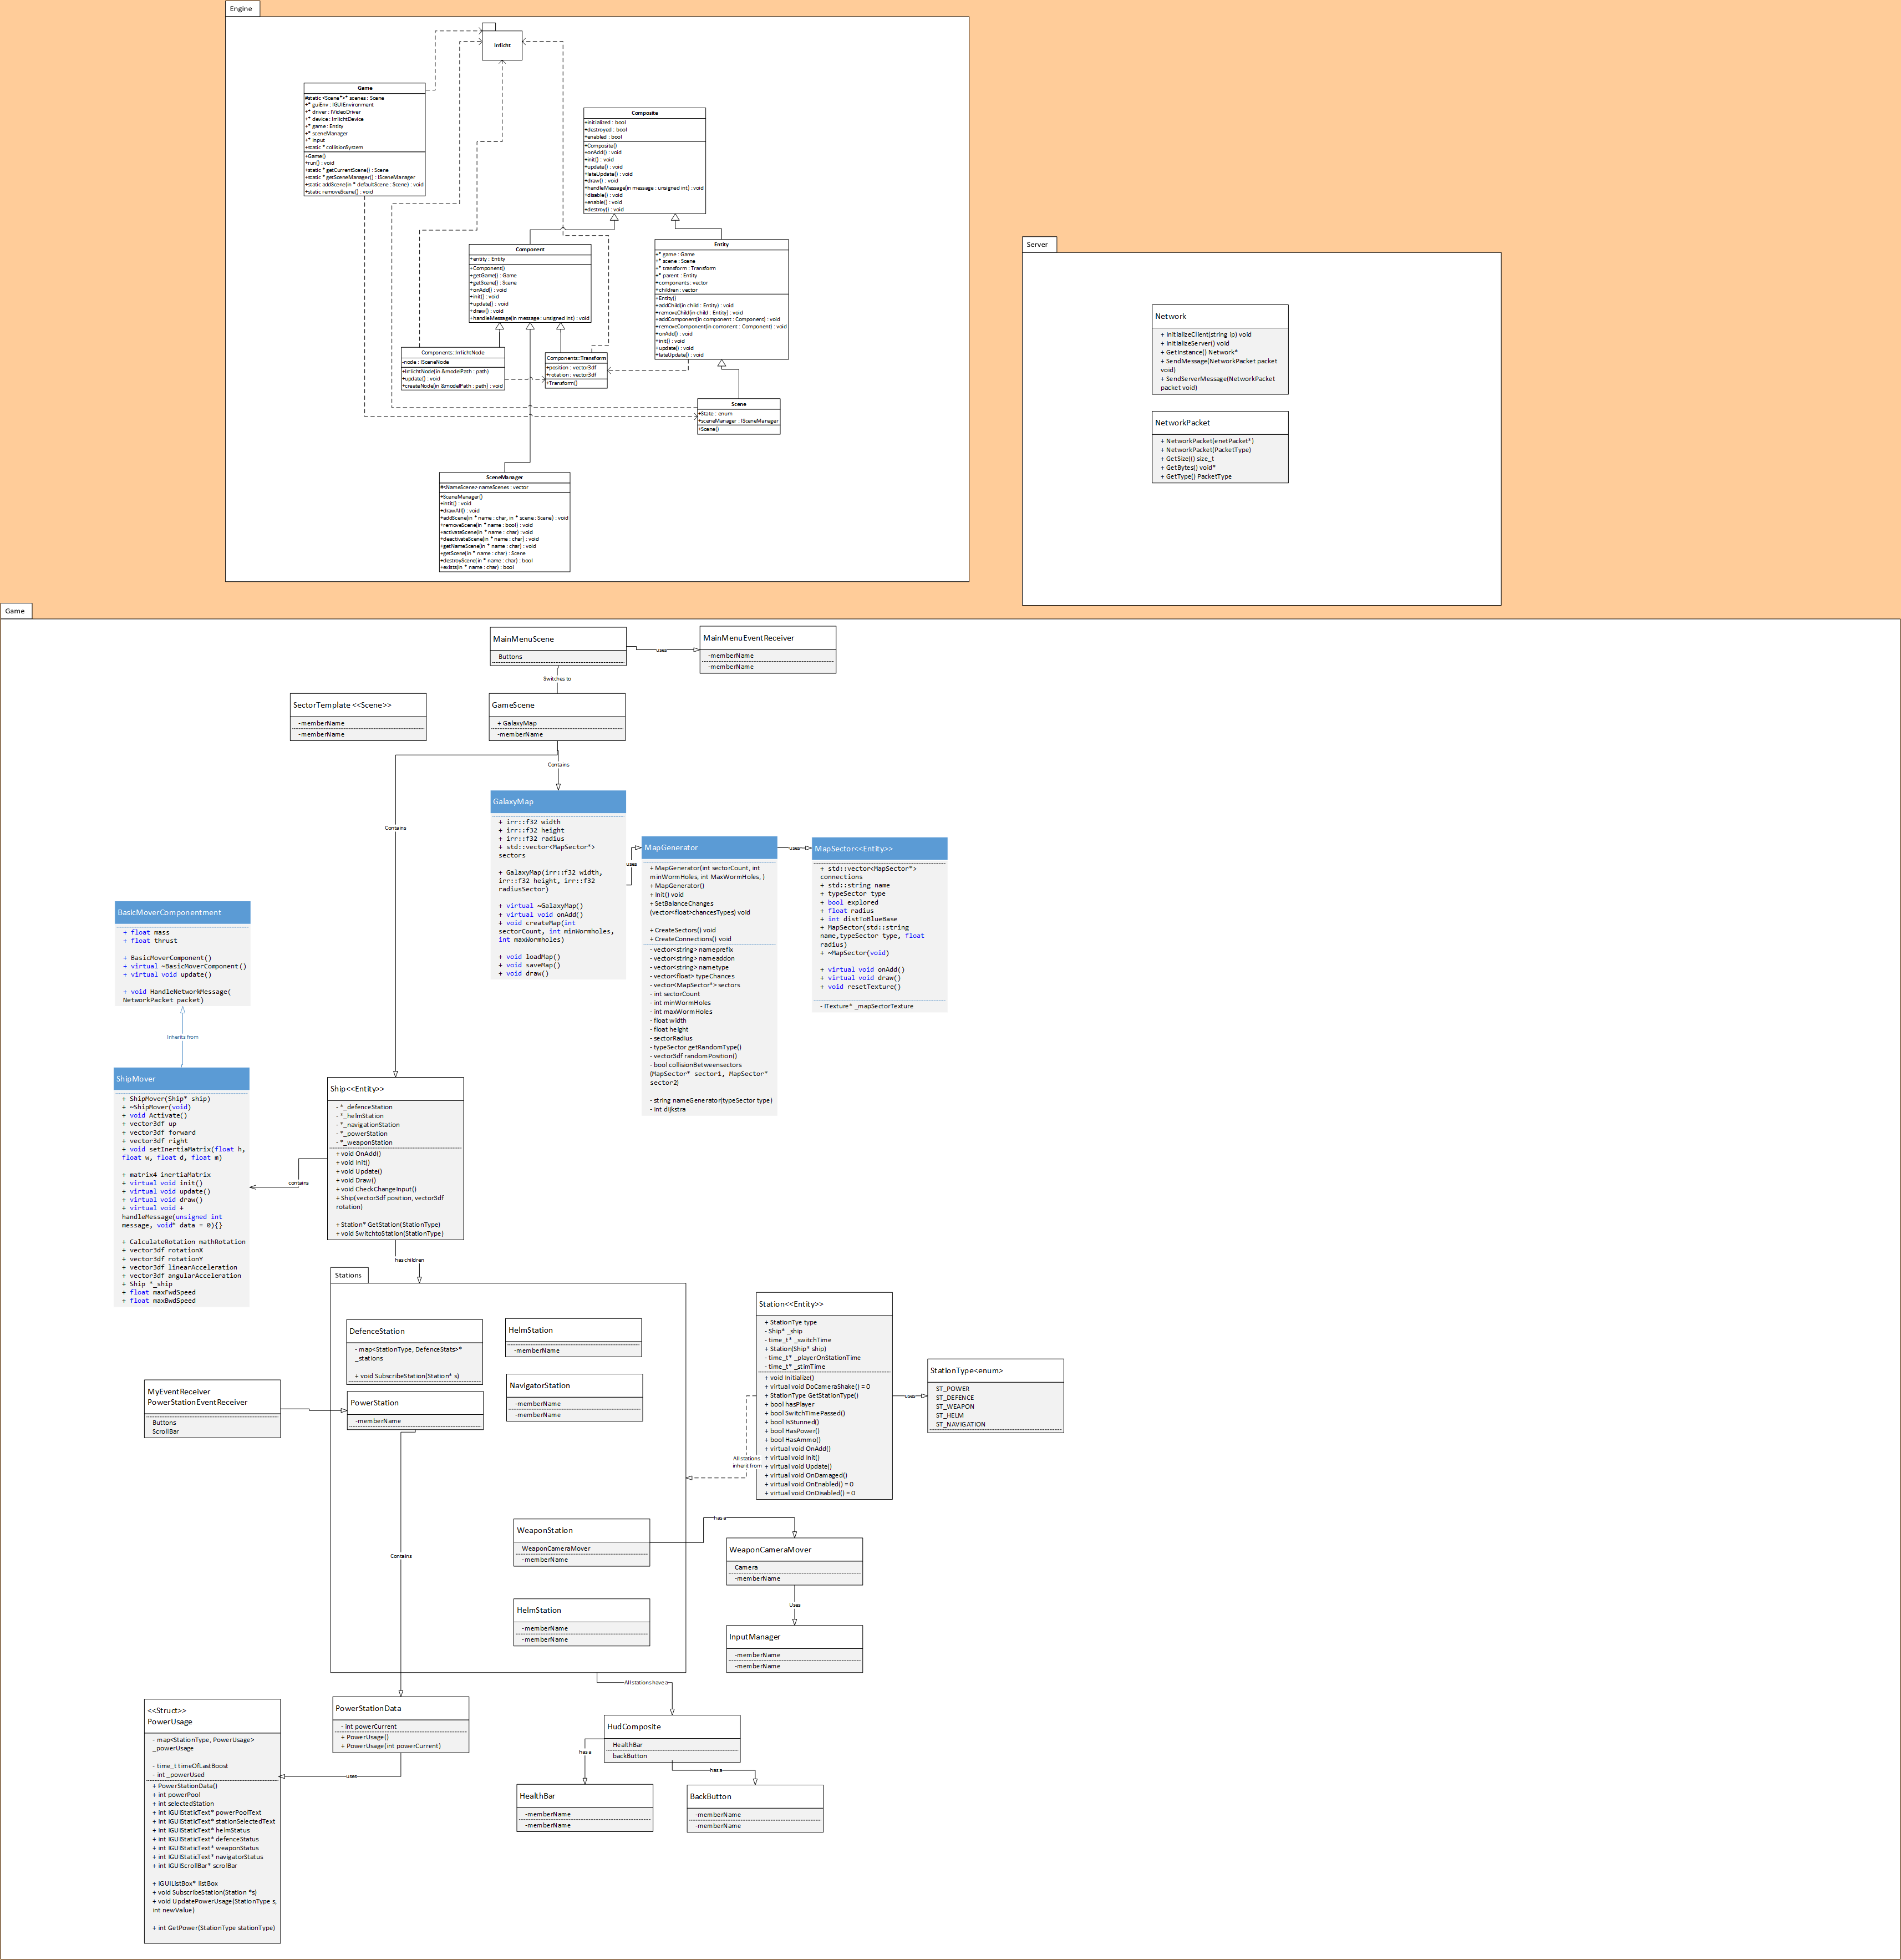 Engine
Irrlicht
Game
#static <Scene*>* scenes : Scene
+* guiEnv : IGUIEnvironment
+* driver : IVideoDriver
+* device : IrrlichtDevice
+* game : Entity
+* sceneManager
+* input
+static * collisionSystem
+Game()
+run() : void
+static * getCurrentScene() : Scene
+static * getSceneManager() : ISceneManager
+static addScene(in * defaultScene : Scene) : void
+static removeScene() : void
Composite
+initialized : bool
+destroyed : bool
+enabled : bool
+Composite()
+onAdd() : void
+init() : void
+update() : void
+lateUpdate() : void
+draw() : void
+handleMessage(in message : unsigned int) : void
+disable() : void
+enable() : void
+destroy() : void
Component
+entity : Entity
+Component()
+getGame() : Game
+getScene() : Scene
+onAdd() : void
+init() : void
+update() : void
+draw() : void
+handleMessage(in message : unsigned int) : void
Entity
+* game : Game
+* scene : Scene
+* transform : Transform
+* parent : Entity
+components : vector
+children : vector
+Entity()
+addChild(in child : Entity) : void
+removeChild(in child : Entity) : void
+addComponent(in component : Component) : void
+removeComponent(in comonent : Component) : void
+onAdd() : void
+init() : void
+update() : void
+lateUpdate() : void
Components::IrrlichtNode
-node : ISceneNode
+IrrlichtNode(in &modelPath : path)
+update() : void
+createNode(in &modelPath : path) : void
Components::Transform
+position : vector3df
+rotation : vector3df
+Transform()
Scene
+State : enum
+sceneManager : ISceneManager
+Scene()
SceneManager
#<NameScene> nameScenes : vector
+SceneManager()
+intit() : void
+drawAll() : void
+addScene(in * name : char, in * scene : Scene) : void
+removeScene(in * name : bool) : void
+activateScene(in * name : char) : void
+deactivateScene(in * name : char) : void
+getNameScene(in * name : char) : void
+getScene(in * name : char) : Scene
+destroyScene(in * name : char) : bool
+exists(in * name : char) : bool
Server
Network
+ InitializeClient(string ip) void
+ InitializeServer() void
+ GetInstance() Network*
+ SendMessage(NetworkPacket packet
void)
+ SendServerMessage(NetworkPacket
packet void)
NetworkPacket
+ NetworkPacket(enetPacket*)
+ NetworkPacket(PacketType)
+ GetSize(() size_t
+ GetBytes() void*
+ GetType() PacketType
Game
MainMenuScene
Buttons
uses
MainMenuEventReceiver
-memberName
-memberName
Switches to
SectorTemplate <<Scene>>
-memberName
-memberName
GameScene
+ GalaxyMap
-memberName
Contains
Contains
GalaxyMap
+ irr::f32 width
+ irr::f32 height
+ irr::f32 radius
+ std::vector<MapSector*>
sectors
+ GalaxyMap(irr::f32 width,
irr::f32 height, irr::f32
radiusSector)
+ virtual ~GalaxyMap()
+ virtual void onAdd()
+ void createMap(int
sectorCount, int minWormholes,
int maxWormholes)
+ void loadMap()
+ void saveMap()
+ void draw()
uses
MapGenerator
+ MapGenerator(int sectorCount, int
minWormHoles, int MaxWormHoles, )
+ MapGenerator()
+ Init() void
+ SetBalanceChanges
(vector<float>chancesTypes) void
+ CreateSectors() void
+ CreateConnections() void
- vector<string> nameprefix
- vector<string> nameaddon
- vector<string> nametype
- vector<float> typeChances
- vector<MapSector*> sectors
- int sectorCount
- int minWormHoles
- int maxWormHoles
- float width
- float height
- sectorRadius
- typeSector getRandomType()
- vector3df randomPosition()
- bool collisionBetweensectors
(MapSector* sector1, MapSector*
sector2)
- string nameGenerator(typeSector type)
- int dijkstra
uses
MapSector<<Entity>>
+ std::vector<MapSector*>
connections
+ std::string name
+ typeSector type
+ bool explored
+ float radius
+ int distToBlueBase
+ MapSector(std::string
name,typeSector type, float
radius)
+ ~MapSector(void)
+ virtual void onAdd()
+ virtual void draw()
+ void resetTexture()
- ITexture* _mapSectorTexture
BasicMoverComponentment
+ float mass
+ float thrust
+ BasicMoverComponent()
+ virtual ~BasicMoverComponent()
+ virtual void update()
+ void HandleNetworkMessage(
NetworkPacket packet)
Inherits from
ShipMover
+ ShipMover(Ship* ship)
+ ~ShipMover(void)
+ void Activate()
+ vector3df up
+ vector3df forward
+ vector3df right
+ void setInertiaMatrix(float h,
float w, float d, float m)
+ matrix4 inertiaMatrix
+ virtual void init()
+ virtual void update()
+ virtual void draw()
+ virtual void +
handleMessage(unsigned int
message, void* data = 0){}
+ CalculateRotation mathRotation
+ vector3df rotationX
+ vector3df rotationY
+ vector3df linearAcceleration
+ vector3df angularAcceleration
+ Ship *_ship
+ float maxFwdSpeed
+ float maxBwdSpeed
contains
Ship<<Entity>>
- *_defenceStation
- *_helmStation
- *_navigationStation
- *_powerStation
- *_weaponStation
+ void OnAdd()
+ void Init()
+ void Update()
+ void Draw()
+ void CheckChangeInput()
+ Ship(vector3df position, vector3df
rotation)
+ Station* GetStation(StationType)
+ void SwitchtoStation(StationType)
has children
Stations
DefenceStation
- map<StationType, DefenceStats>*
_stations
+ void SubscribeStation(Station* s)
HelmStation
-memberName
PowerStation
-memberName
NavigatorStation
-memberName
-memberName
MyEventReceiver
PowerStationEventReceiver
Buttons
ScrollBar
Station<<Entity>>
+ StationTye type
- Ship* _ship
- time_t* _switchTime
+ Station(Ship* ship)
- time_t* _playerOnStationTime
- time_t* _stimTime
+ void Initialize()
+ virtual void DoCameraShake() = 0
+ StationType GetStationType()
+ bool hasPlayer
+ bool SwitchTimePassed()
+ bool IsStunned()
+ bool HasPower()
+ bool HasAmmo()
+ virtual void OnAdd()
+ virtual void Init()
+ virtual void Update()
+ virtual void OnDamaged()
+ virtual void OnEnabled() = 0
+ virtual void OnDisabled() = 0
All stations
inherit from
uses
StationType<enum>
ST_POWER
ST_DEFENCE
ST_WEAPON
ST_HELM
ST_NAVIGATION
WeaponStation
WeaponCameraMover
-memberName
has a
WeaponCameraMover
Camera
-memberName
Uses
InputManager
-memberName
-memberName
HelmStation
-memberName
-memberName
Contains
All stations have a
<<Struct>>
PowerUsage
- map<StationType, PowerUsage>
_powerUsage
- time_t timeOfLastBoost
- int _powerUsed
+ PowerStationData()
+ int powerPool
+ int selectedStation
+ int IGUIStaticText* powerPoolText
+ int IGUIStaticText* stationSelectedText
+ int IGUIStaticText* helmStatus
+ int IGUIStaticText* defenceStatus
+ int IGUIStaticText* weaponStatus
+ int IGUIStaticText* navigatorStatus
+ int IGUIScrollBar* scrolBar
+ IGUIListBox* listBox
+ void SubscribeStation(Station *s)
+ void UpdatePowerUsage(StationType s,
int newValue)
+ int GetPower(StationType stationType)
PowerStationData
- int powerCurrent
+ PowerUsage()
+ PowerUsage(int powerCurrent)
uses
HudComposite
HealthBar
backButton
has a
has a
HealthBar
-memberName
-memberName
BackButton
-memberName
-memberName